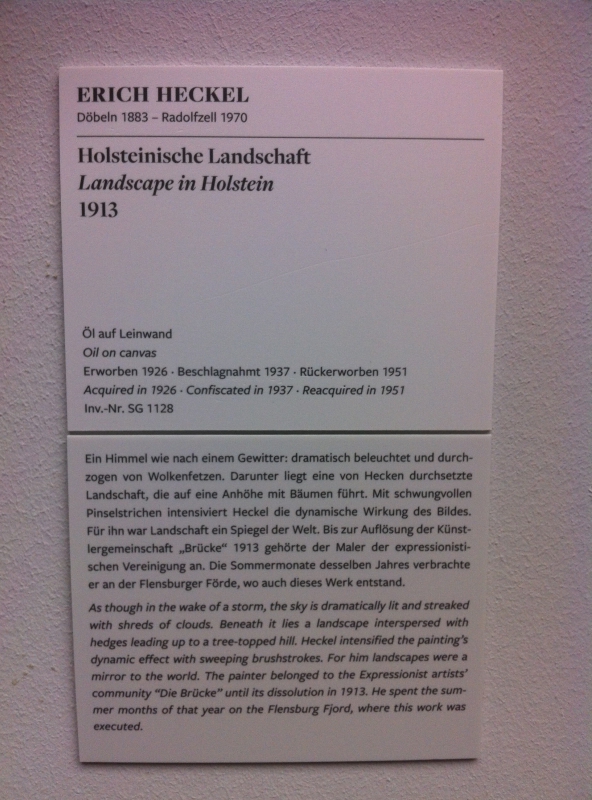 ERICH HECKEL
Döbeln 1883 – Radolfzell 1970
Holsteinische Landschaft
Landscape in Holstein
1913
Öl auf Leinwand
Oil on canvas
Erworben 1926 · Beschlagnahmt 1937 · Rückerworben 1951
Acquired in 1926 · Confiscated in 1937 · Reacquired in 1951
Inv.-Nr. SG 1128
Ein Himmel wie nach einem Gewitter: dramatisch beleuchtet und durch-
zogen von Wolkenfetzen. Darunter liegt eine von Hecken durchsetzte
Landschaft, die auf eine Anhöhe mit Bäumen führt. Mit schwungvollen
Pinselstrichen intensiviert Heckel die dynamische Wirkung des Bildes.
Für ihn war Landschaft ein Spiegel der Welt. Bis zur Auflösung der Künst-
lergemeinschaft „Brücke“ 1913 gehörte der Maler der expressionisti-
schen Vereinigung an. Die Sommermonate desselben Jahres verbrachte
er an der Flensburger Förde, wo auch dieses Werk entstand.
As though in the wake of a storm, the sky is dramatically lit and streaked
with shreds of clouds. Beneath it lies a landscape interspersed with
hedges leading up to a tree-topped hill. Heckel intensified the painting's
dynamic effect with sweeping brushstrokes. For him landscapes were a
mirror to the world. The painter belonged to the Expressionist artists'
community "Die Brücke" until its dissolution in 1913. He spent the sum-
mer months of that year on the Flensburg Fjord, where this work was
executed.